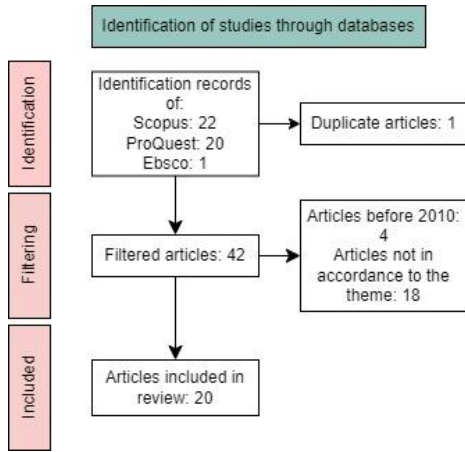 Identification of studies through databases
Identification
Identification records
of:
Scopus: 22
ProQuest: 20
Ebsco: 1
Duplicate articles: 1
Filtering
Filtered articles: 42
Articles before 2010:
4
Articles not in
accordance to the
theme: 18
Included
Articles included in
review: 20